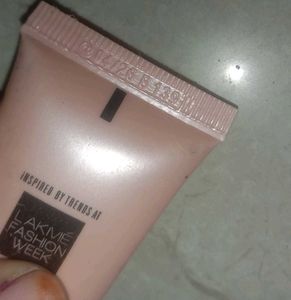 INSPIRED BY TRENDS AT
LAKMÉ
FASHION
WEEK